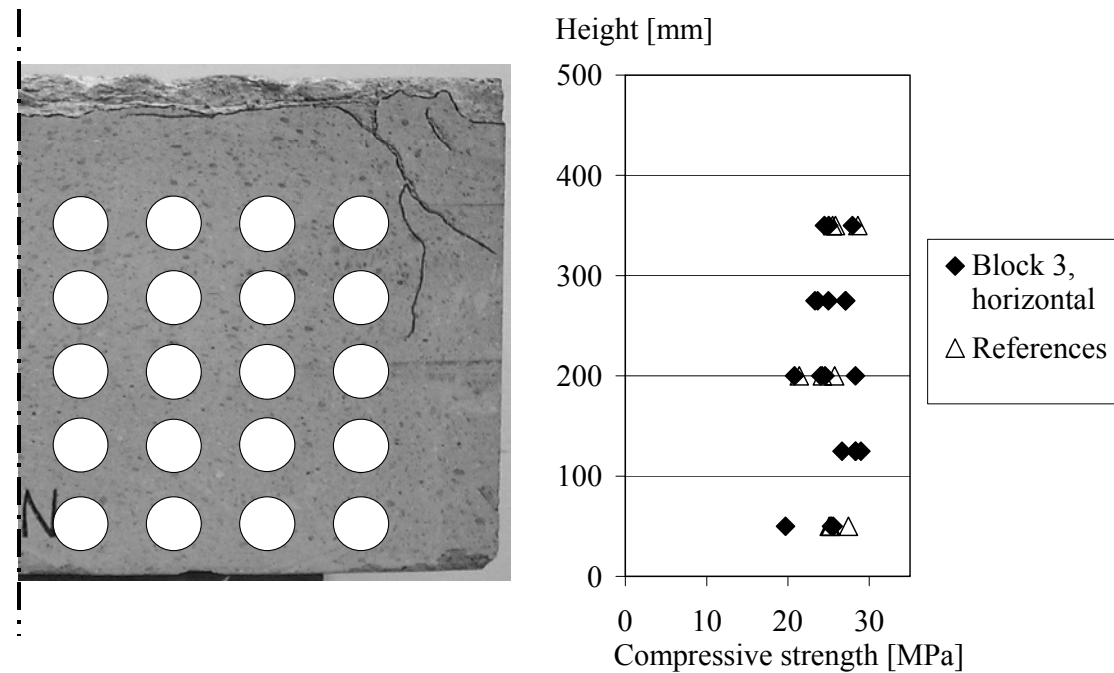 Height [mm]
500
400
300
200
100
0
0 10 20 30
Compressive strength [MPa]
Block 3,
horizontal
References
N